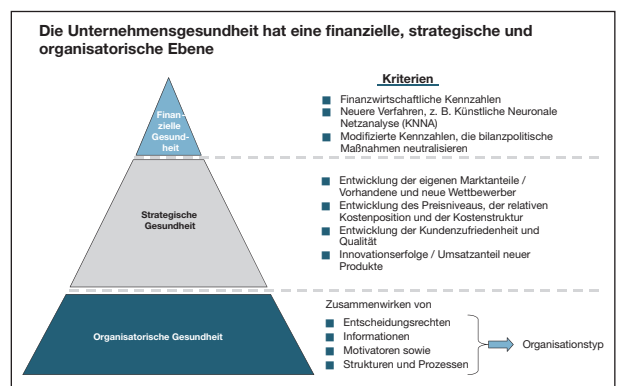 Die Unternehmensgesundheit hat eine finanzielle, strategische und
organisatorische Ebene
Kriterien
Finan-
zielle
Gesund-
heit
Finanzwirtschaftliche Kennzahlen
Neuere Verfahren, z. B. Künstliche Neuronale
Netzanalyse (KNNA)
Modifizierte Kennzahlen, die bilanzpolitische
Maßnahmen neutralisieren
Strategische
Gesundheit
Entwicklung der eigenen Marktanteile /
Vorhandene und neue Wettbewerber
Entwicklung des Preisniveaus, der relativen
Kostenposition und der Kostenstruktur
Entwicklung der Kundenzufriedenheit und
Qualität
Innovationserfolge / Umsatzanteil neuer
Produkte
Organisatorische Gesundheit
Zusammenwirken von
Entscheidungsrechten
Informationen
Motivatoren sowie
Strukturen und Prozessen
Organisationstyp